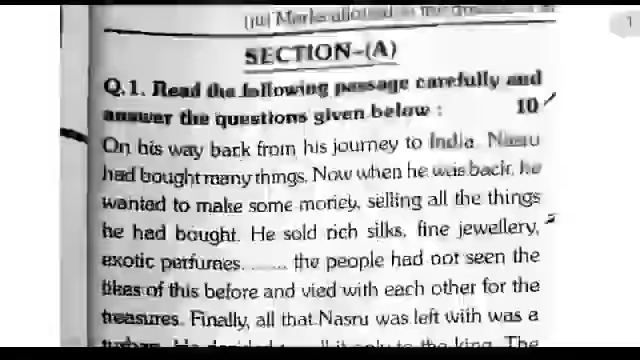 (iii) Marks allotted to the questions
SECTION-(A)
1
Q.1. Read the following passage carefully and
answer the questions given below : 10
On his way back from his journey to India, Nasru
had bought many things. Now when he was back, he
wanted to make some money, selling all the things
he had bought. He sold rich silks, fine jewellery,
exotic perfumes. ...... the people had not seen the
likes of this before and vied with each other for the
treasures. Finally, all that Nasru was left with was a
turban. He decided to sell it only to the king. The